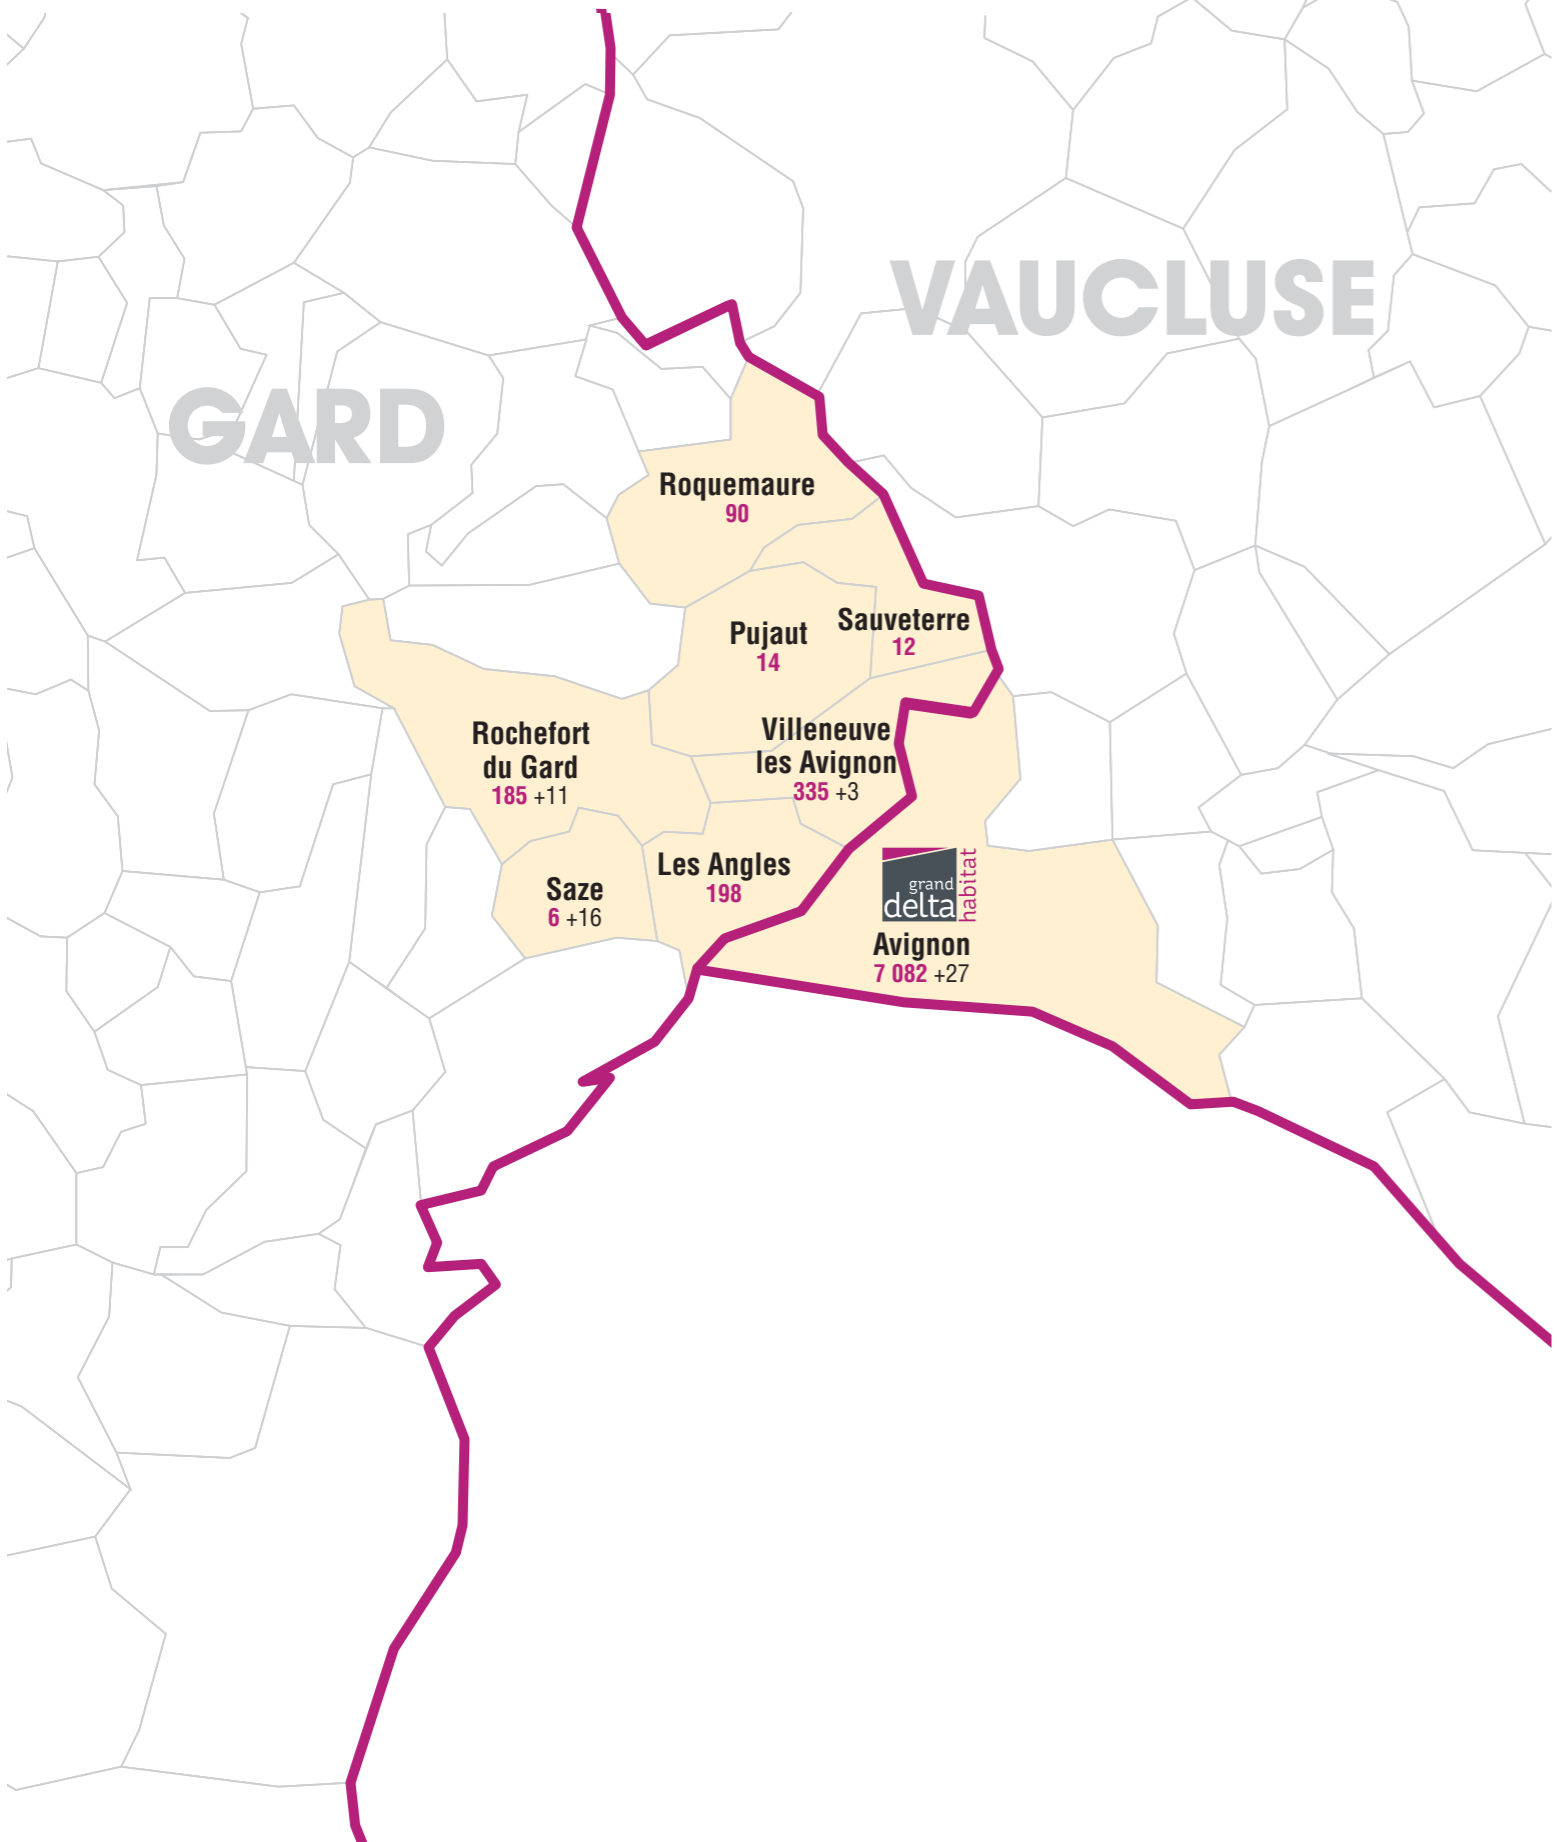 VAUCLUSE
GARD
Roquemaure
90
Sauveterre
12
Pujaut
14
Villeneuve
les Avignon
335 +3
Rochefort
du Gard
185 +11
Les Angles
198
Saze
6 +16
grand
delta
habitat
Avignon
7 082 +27